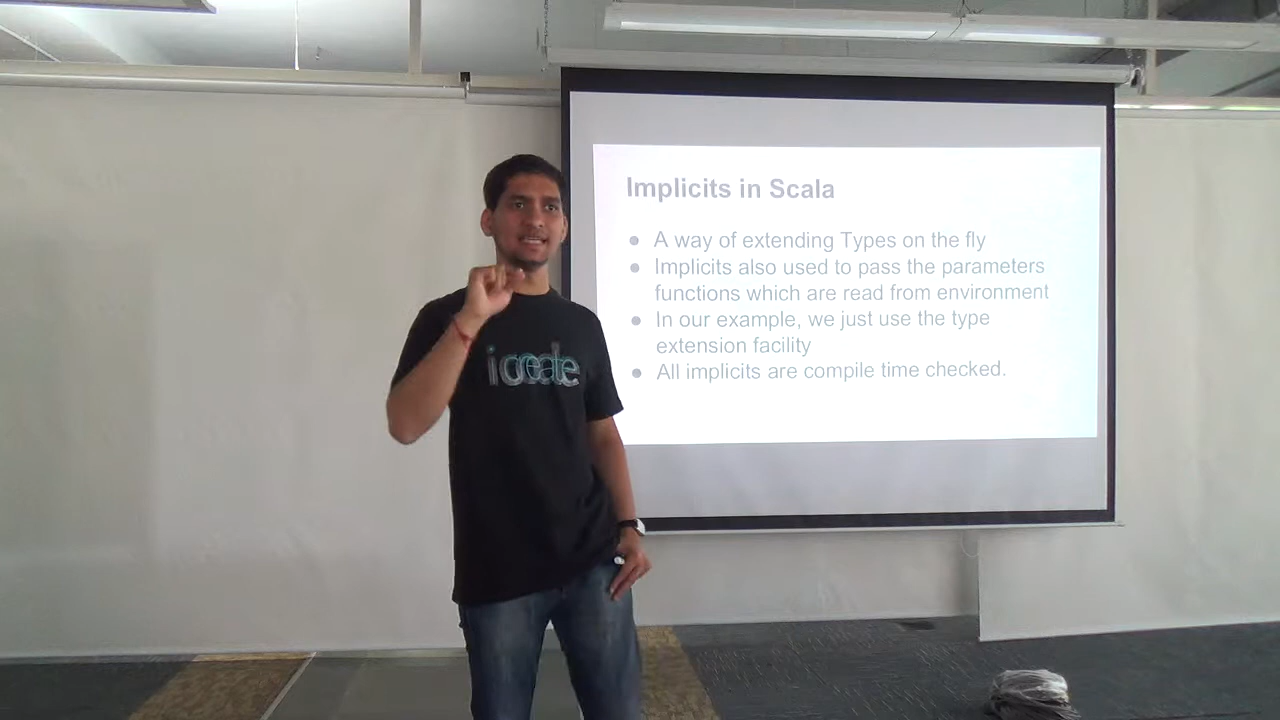 Implicits in Scala
● A way of extending Types on the fly
● Implicits also used to pass the parameters
functions which are read from environment
● In our example, we just use the type
extension facility
● All implicits are compile time checked.
i create